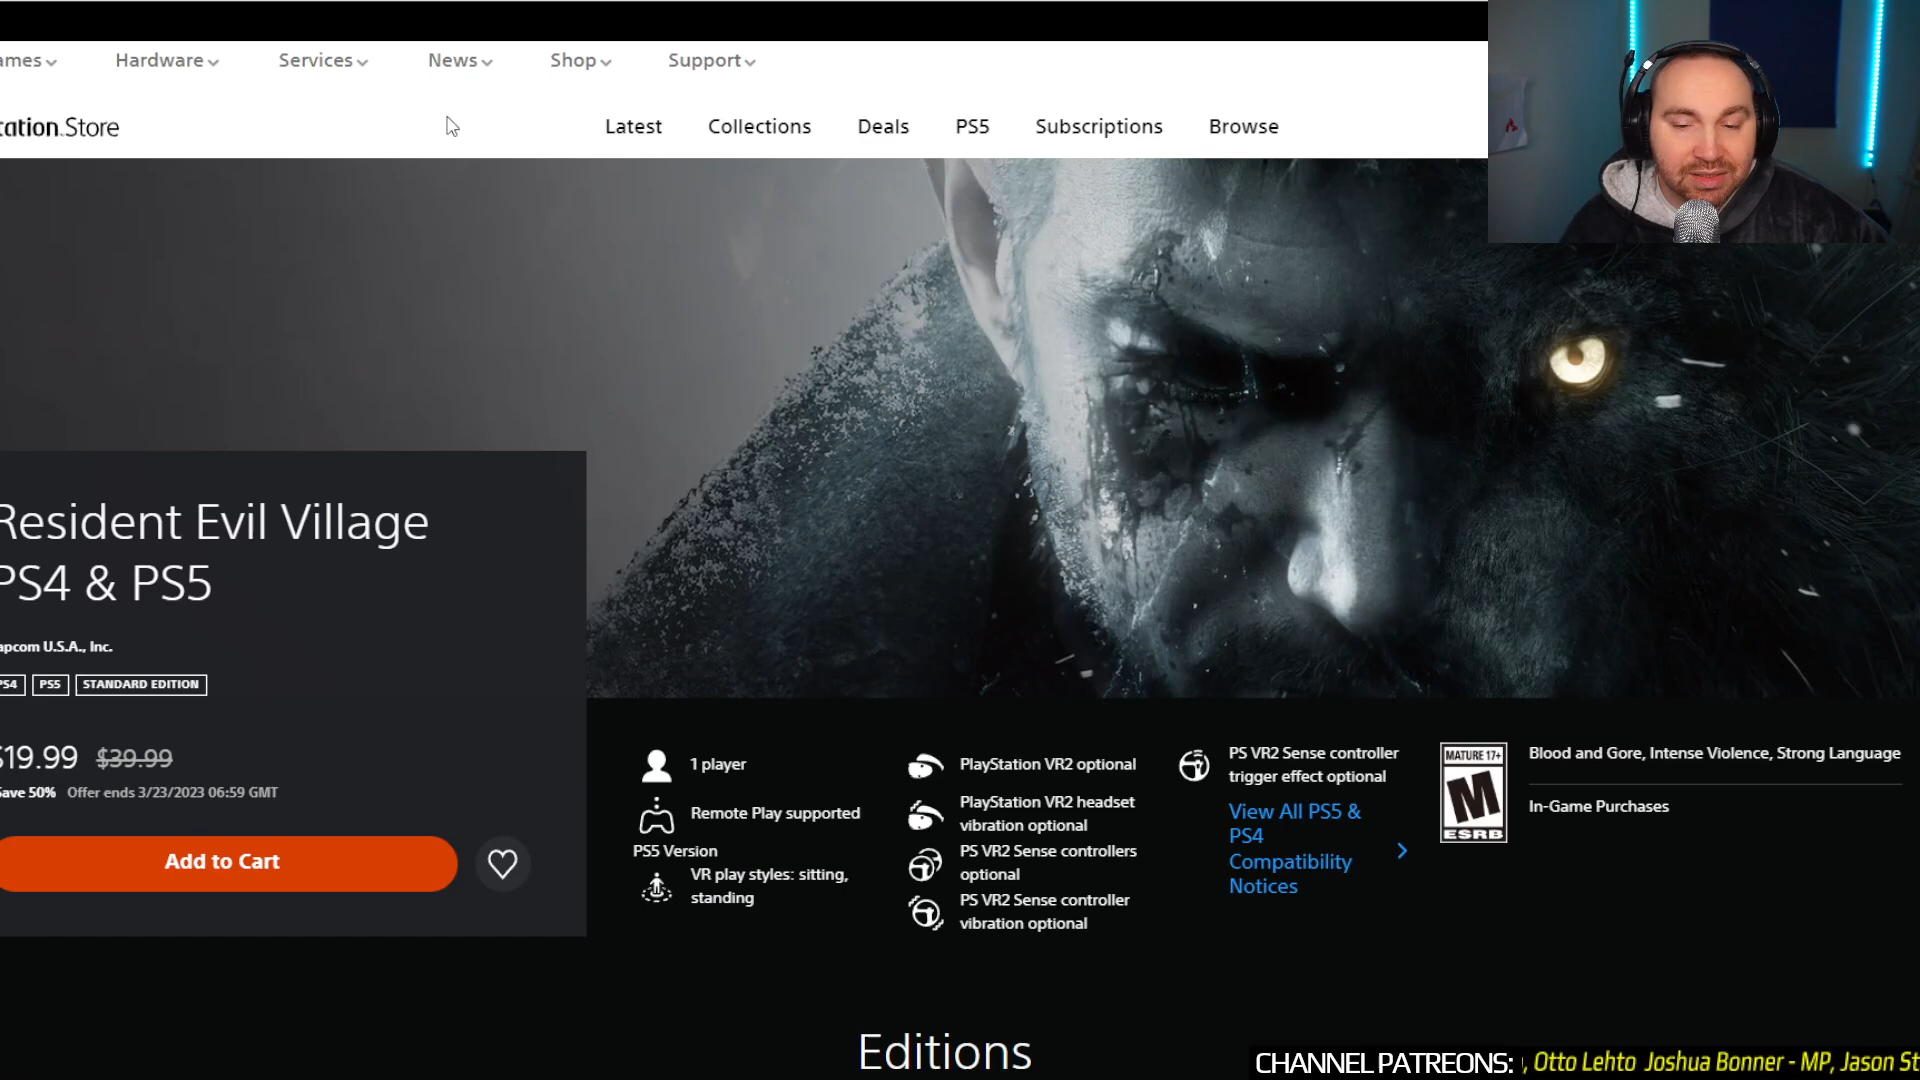 ames Hardware Services News Shop Support
tation.Store Latest Collections Deals PS5 Subscriptions Browse
Resident Evil Village
PS4 & PS5
apcom U.S.A., Inc.
PS4 PS5 STANDARD EDITION
$19.99 $39.99
Save 50% Offer ends 3/23/2023 06:59 GMT
Add to Cart
1 player
Remote Play supported
PS5 Version
VR play styles: sitting,
standing
PlayStation VR2 optional
PlayStation VR2 headset
vibration optional
PS VR2 Sense controllers
optional
PS VR2 Sense controller
vibration optional
PS VR2 Sense controller
trigger effect optional
View All PS5 &
PS4
Compatibility
Notices
MATURE 17+
M
ESRB
Blood and Gore, Intense Violence, Strong Language
In-Game Purchases
Editions
CHANNEL PATREONS: , Otto Lehto Joshua Bonner - MP, Jason St